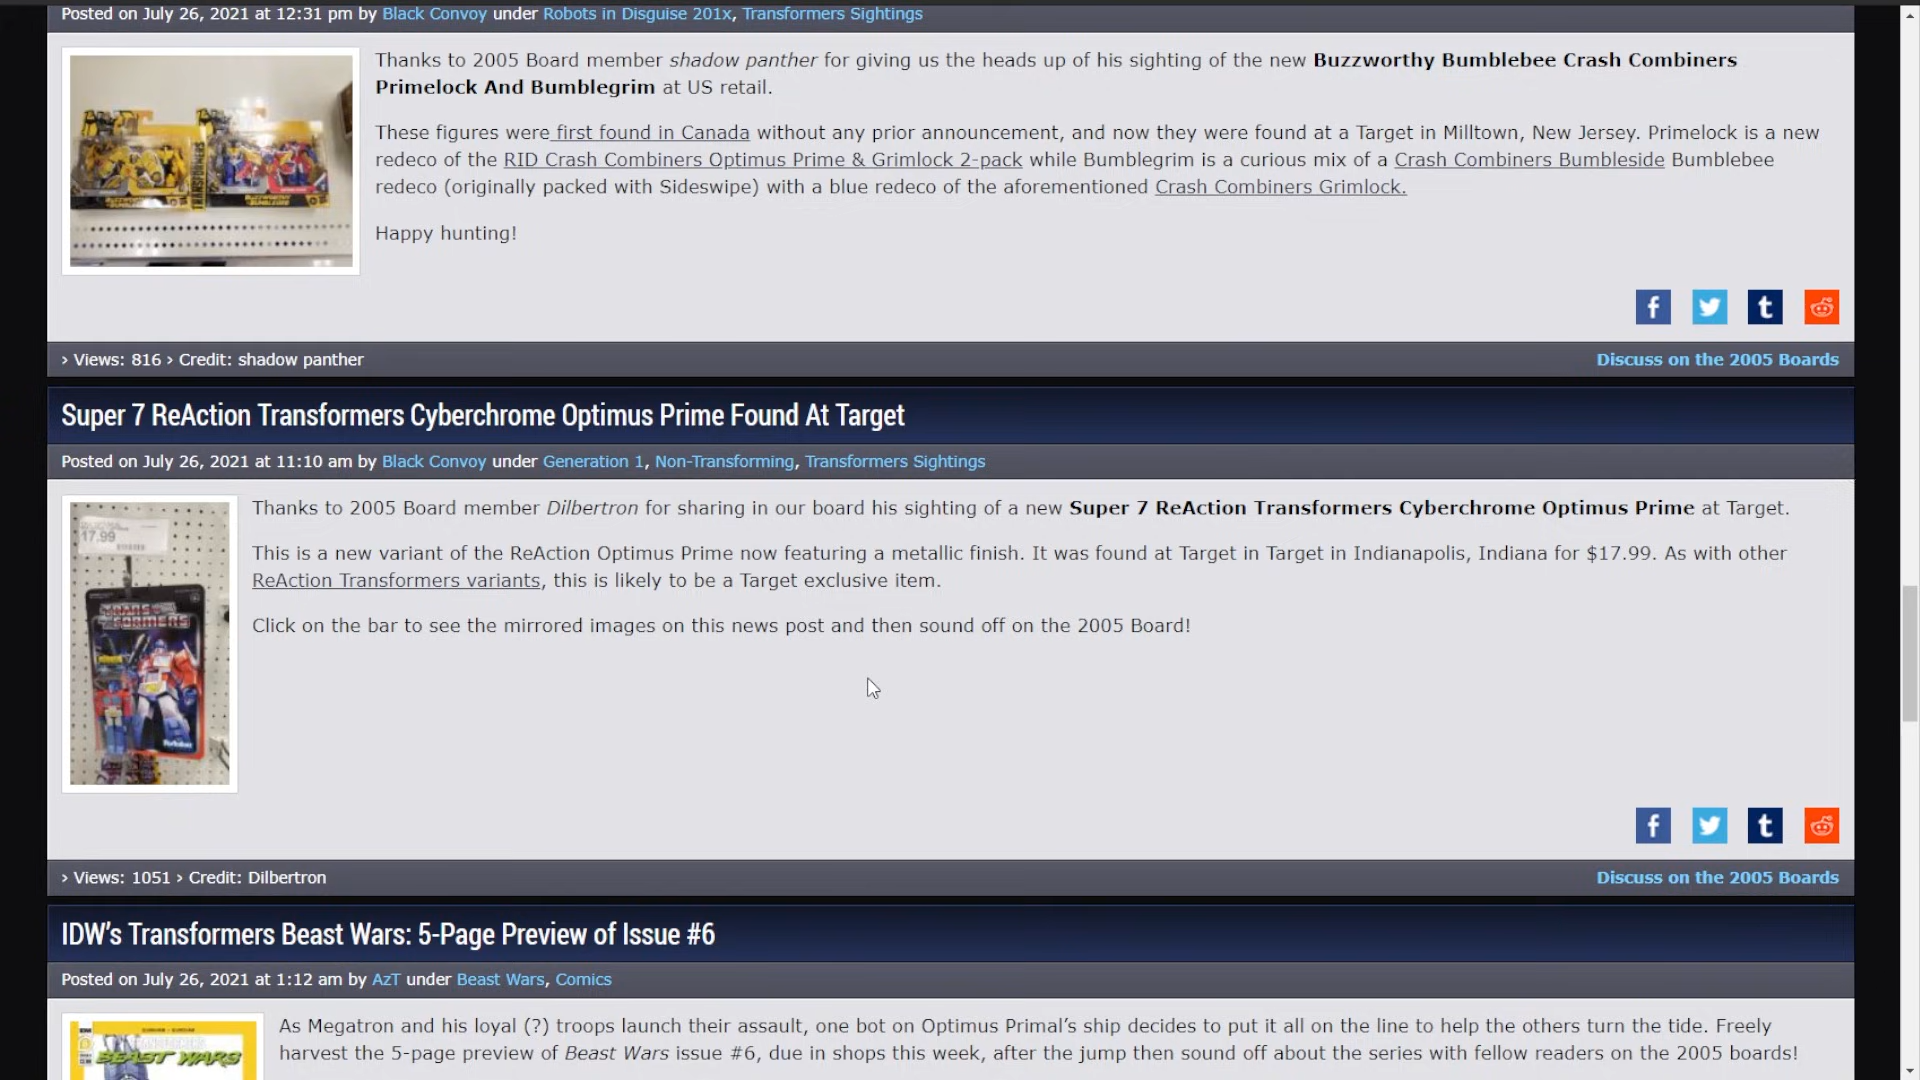 Posted on July 26, 2021 at 12:31 pm by Black Convoy under Robots in Disguise 201x, Transformers Sightings
Thanks to 2005 Board member shadow panther for giving us the heads up of his sighting of the new Buzzworthy Bumblebee Crash Combiners
Primelock And Bumblegrim at US retail.
These figures were first found in Canada without any prior announcement, and now they were found at a Target in Milltown, New Jersey. Primelock is a new
redeco of the RID Crash Combiners Optimus Prime & Grimlock 2-pack while Bumblegrim is a curious mix of a Crash Combiners Bumbleside Bumblebee
redeco (originally packed with Sideswipe) with a blue redeco of the aforementioned Crash Combiners Grimlock.
Happy hunting!
› Views: 816 › Credit: shadow panther
Discuss on the 2005 Boards
Super 7 ReAction Transformers Cyberchrome Optimus Prime Found At Target
Posted on July 26, 2021 at 11:10 am by Black Convoy under Generation 1, Non-Transforming, Transformers Sightings
17.99
TRANSFORMERS
Thanks to 2005 Board member Dilbertron for sharing in our board his sighting of a new Super 7 ReAction Transformers Cyberchrome Optimus Prime at Target.
This is a new variant of the ReAction Optimus Prime now featuring a metallic finish. It was found at Target in Target in Indianapolis, Indiana for $17.99. As with other
ReAction Transformers variants, this is likely to be a Target exclusive item.
Click on the bar to see the mirrored images on this news post and then sound off on the 2005 Board!
› Views: 1051 › Credit: Dilbertron
Discuss on the 2005 Boards
IDW's Transformers Beast Wars: 5-Page Preview of Issue #6
Posted on July 26, 2021 at 1:12 am by AzT under Beast Wars, Comics
BEAST WARS
As Megatron and his loyal (?) troops launch their assault, one bot on Optimus Primal's ship decides to put it all on the line to help the others turn the tide. Freely
harvest the 5-page preview of Beast Wars issue #6, due in shops this week, after the jump then sound off about the series with fellow readers on the 2005 boards!